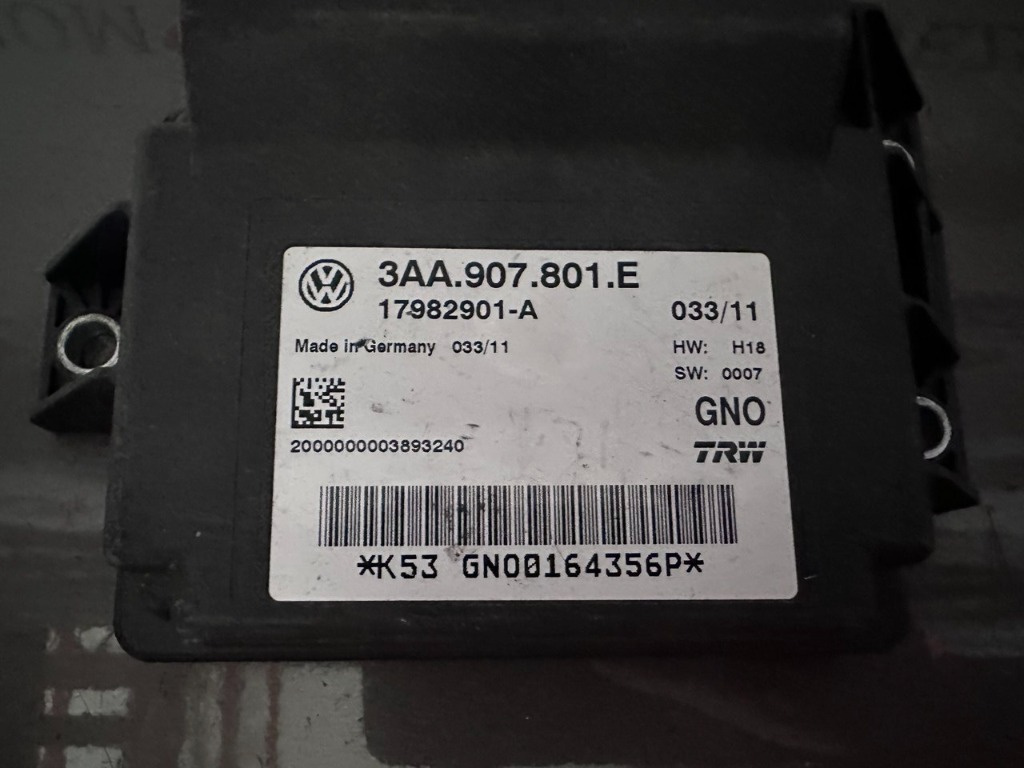 3AA.907.801.E
17982901-A 033/11
Made in Germany 033/11 HW: H18
SW: 0007
GNO
TRW
2000000003893240
*K53 GNO0164356P*